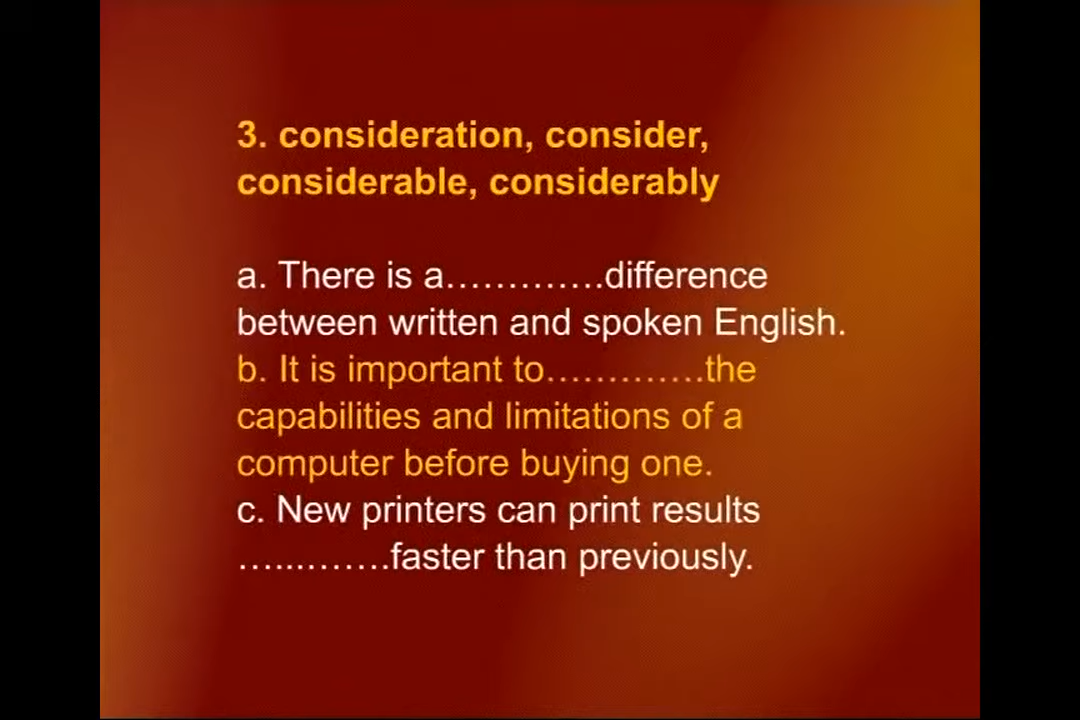 3. consideration, consider,
considerable, considerably
a. There is a………….difference
between written and spoken English.
b. It is important to………….the
capabilities and limitations of a
computer before buying one.
c. New printers can print results
…...…….faster than previously.